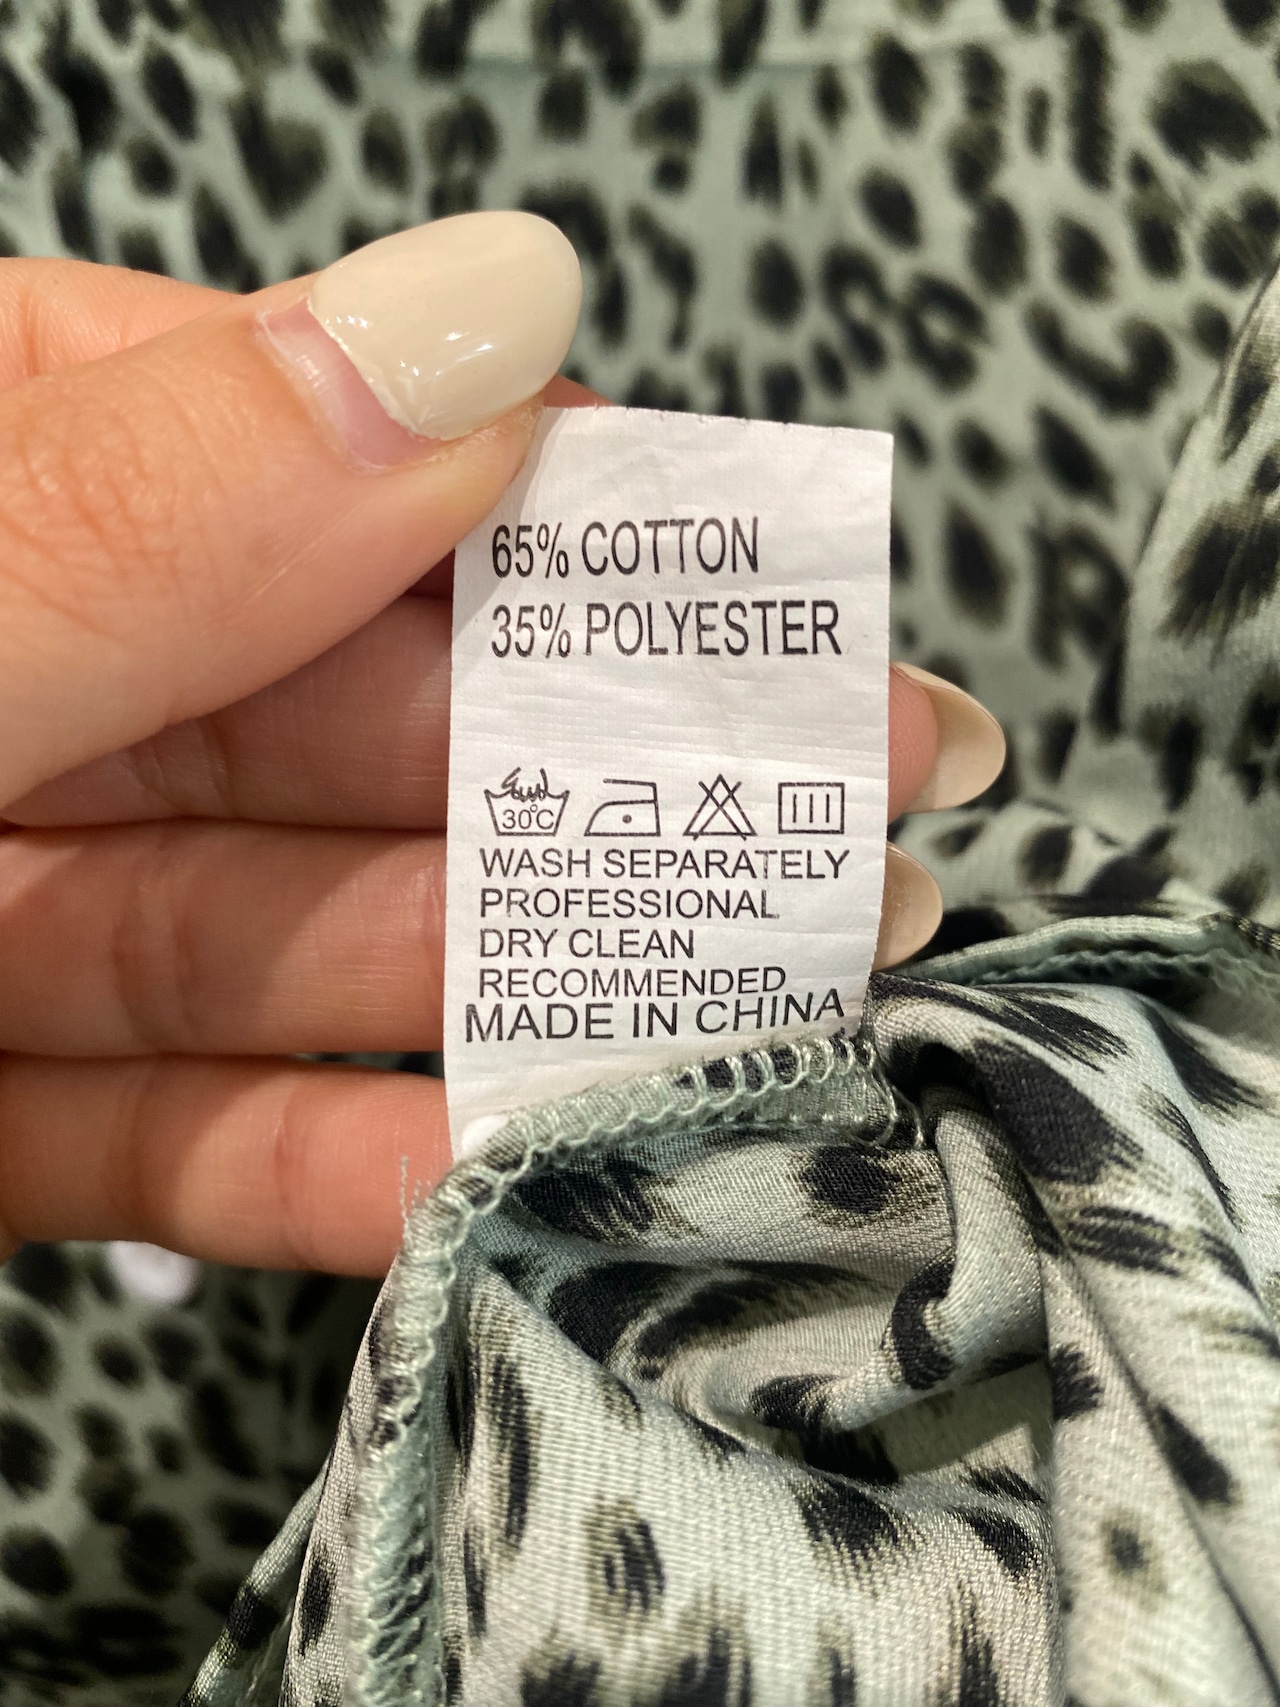 65% COTTON
35% POLYESTER
30°C
WASH SEPARATELY
PROFESSIONAL
DRY CLEAN
RECOMMENDED
MADE IN CHINA